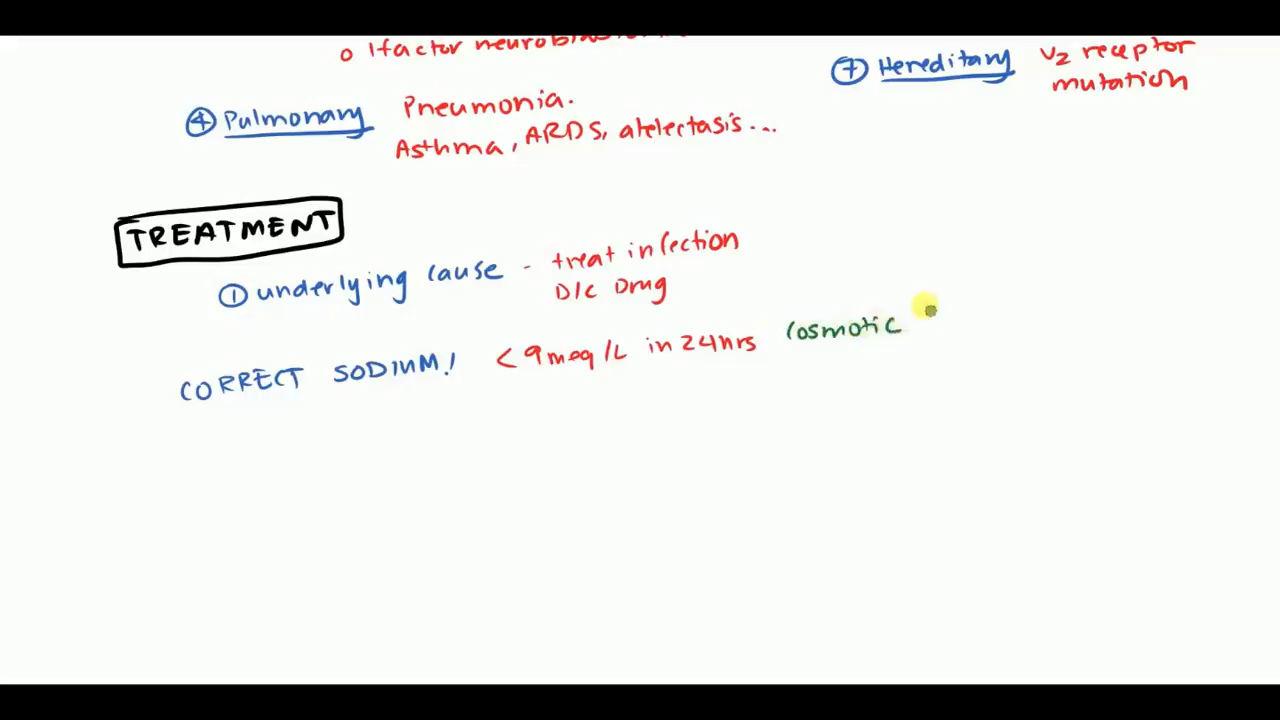 olfactor
⑦ Hereditary V2 receptor
mutation
④ Pulmonary Pneumonia.
Asthma, ARDS, atelectasis...
TREATMENT
① underlying cause - treat infection
D/c Drug
CORRECT SODIUM! <9meq/L in 24hrs (osmotic